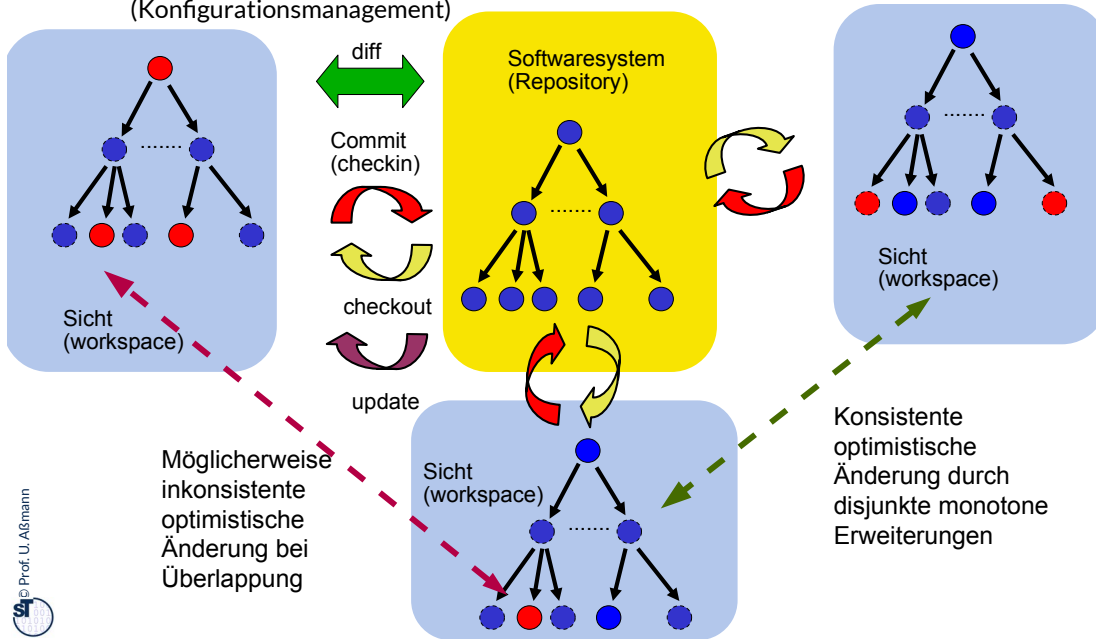 (Konfigurationsmanagement)
diff
Softwaresystem
(Repository)
Commit
(checkin)
checkout
update
Sicht
(workspace)
Sicht
(workspace)
Sicht
(workspace)
Möglicherweise
inkonsistente
optimistische
Änderung bei
Überlappung
Konsistente
optimistische
Änderung durch
disjunkte monotone
Erweiterungen
© Prof. U. Aßmann
ST